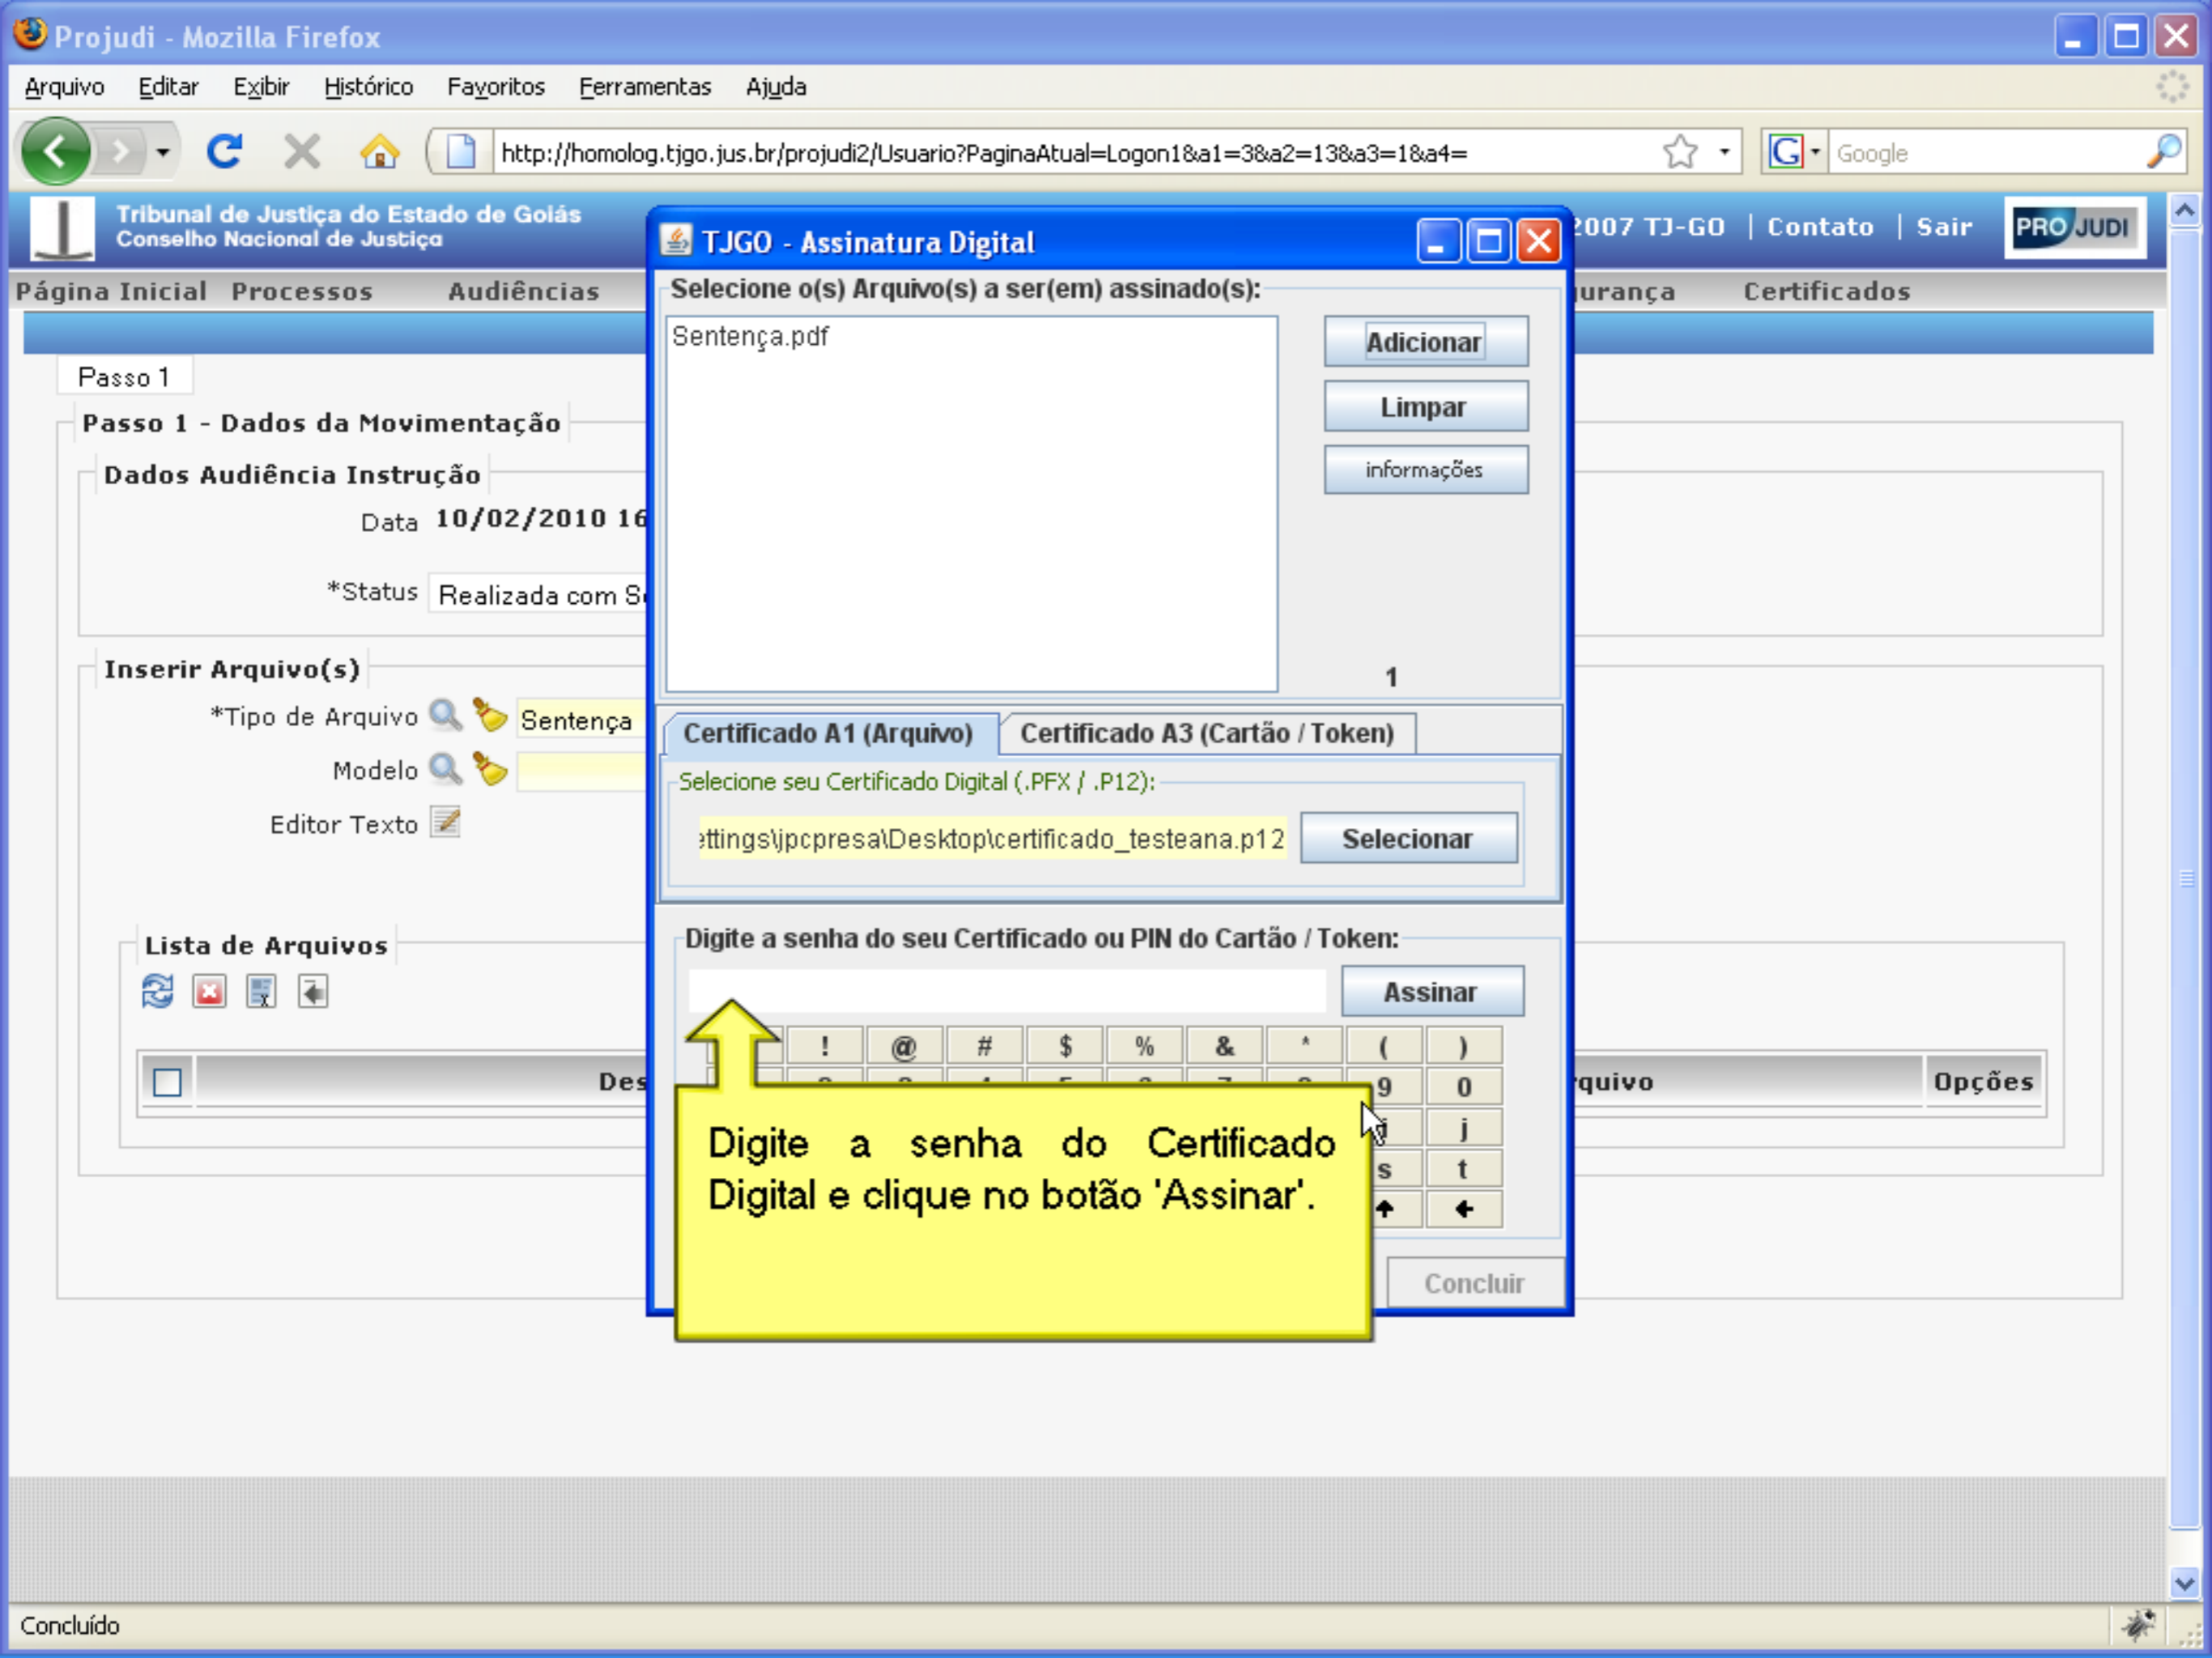 Projudi - Mozilla Firefox
Arquivo Editar Exibir Histórico Favoritos Ferramentas Ajuda
http://homolog.tjgo.jus.br/projudi2/Usuario?PaginaAtual=Logon1&a1=3&a2=13&a3=1&a4=
Google
Tribunal de Justiça do Estado de Goiás
Conselho Nacional de Justiça
2007 TJ-GO | Contato | Sair
PROJUDI
Página Inicial Processos Audiências urança Certificados
Passo 1
Passo 1 - Dados da Movimentação
Dados Audiência Instrução
Data 10/02/2010 16
*Status Realizada com S
Inserir Arquivo(s)
*Tipo de Arquivo Sentença
Modelo
Editor Texto
Lista de Arquivos
Des quivo Opções
TJGO - Assinatura Digital
Selecione o(s) Arquivo(s) a ser(em) assinado(s):
Sentença.pdf
Adicionar
Limpar
informações
1
Certificado A1 (Arquivo) Certificado A3 (Cartão / Token)
Selecione seu Certificado Digital (.PFX / .P12):
ettings\jpcpresa\Desktop\certificado_testeana.p12 Selecionar
Digite a senha do seu Certificado ou PIN do Cartão / Token:
Assinar
! @ # $ % & * ( )
9 0
j
s t
Digite a senha do Certificado
Digital e clique no botão 'Assinar'.
Concluir
Concluído